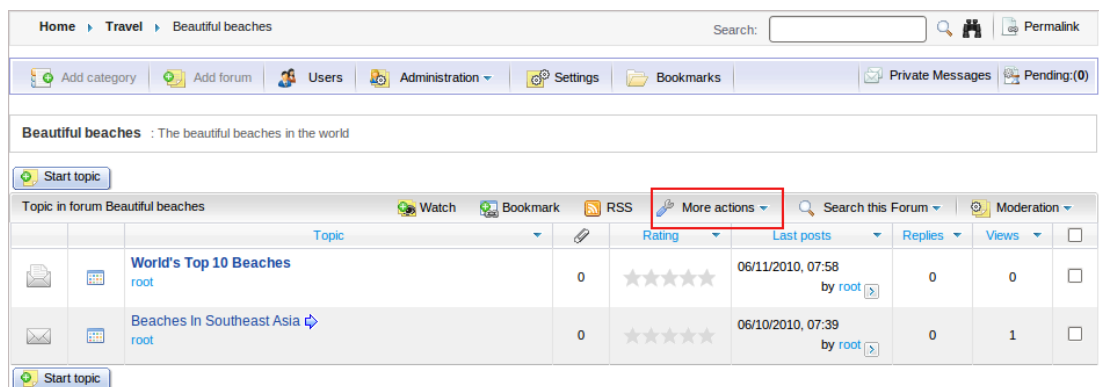 Home Travel Beautiful beaches Search: Permalink
Add category Add forum Users Administration Settings Bookmarks Private Messages Pending:(0)
Beautiful beaches : The beautiful beaches in the world
Start topic
Topic in forum Beautiful beaches Watch Bookmark RSS More actions Search this Forum Moderation
Topic Rating Last posts Replies Views
World's Top 10 Beaches
root
0
06/11/2010, 07:58
by root
0 0
Beaches In Southeast Asia
root
0
06/10/2010, 07:39
by root
0 1
Start topic